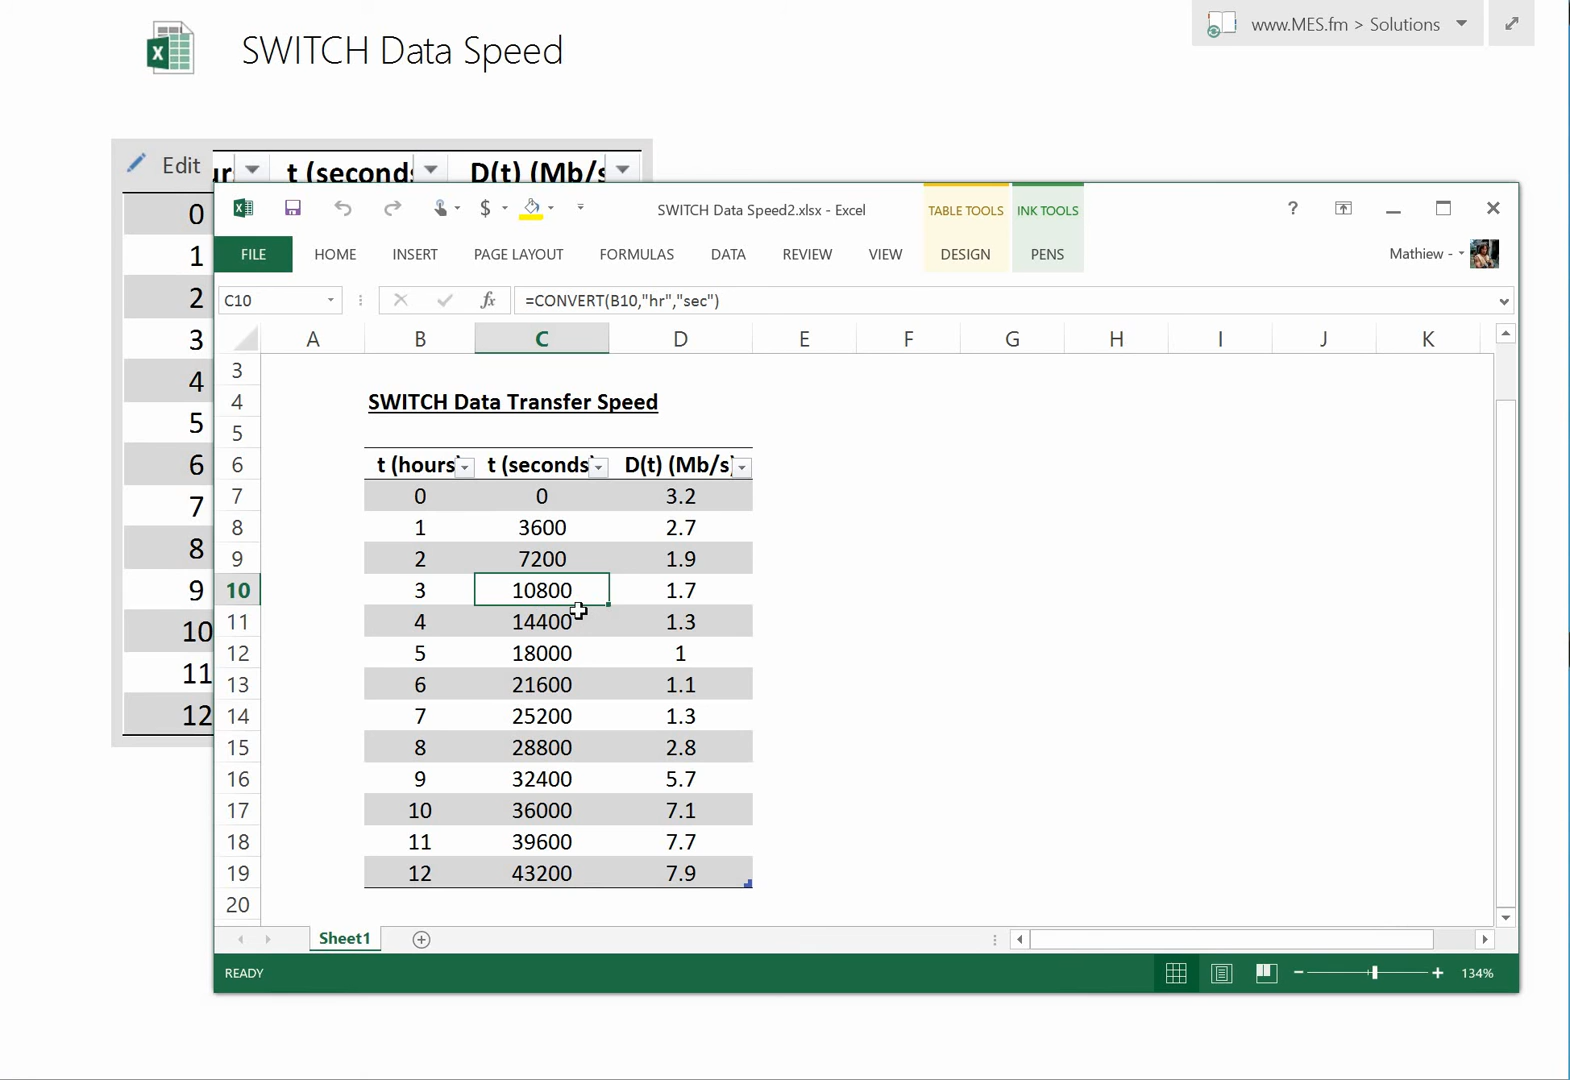 SWITCH Data Speed
www.MES.fm > Solutions
Edit
t (seconds
D(t) (Mb/s
0
1
2
3
4
5
6
7
8
9
10
11
12
$
SWITCH Data Speed2.xlsx - Excel
TABLE TOOLS
INK TOOLS
?
FILE
HOME
INSERT
PAGE LAYOUT
FORMULAS
DATA
REVIEW
VIEW
DESIGN
PENS
Mathiew -
C10
fx
=CONVERT(B10,"hr","sec")
A B C D E F G H I J K
3
4 SWITCH Data Transfer Speed
5
6 t (hours) t (seconds) D(t) (Mb/s)
7 0 0 3.2
8 1 3600 2.7
9 2 7200 1.9
10 3 10800 1.7
11 4 14400 1.3
12 5 18000 1
13 6 21600 1.1
14 7 25200 1.3
15 8 28800 2.8
16 9 32400 5.7
17 10 36000 7.1
18 11 39600 7.7
19 12 43200 7.9
20
Sheet1
READY
134%